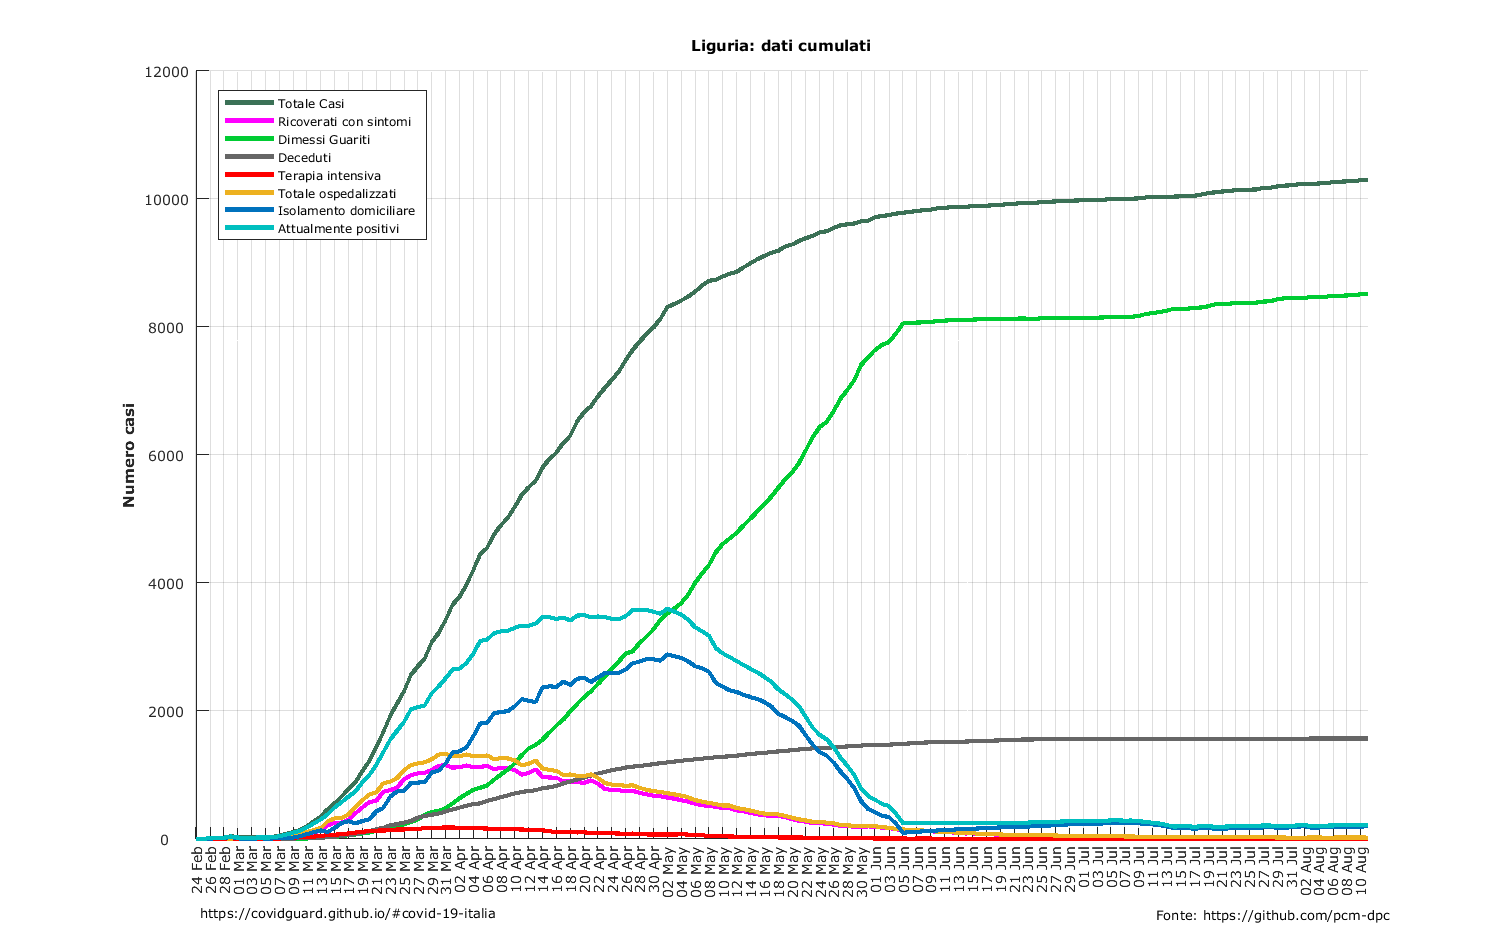 Liguria: dati cumulati
12000
10000
8000
6000
4000
2000
0
Numero casi
Totale Casi
Ricoverati con sintomi
Dimessi Guariti
Deceduti
Terapia intensiva
Totale ospedalizzati
Isolamento domiciliare
Attualmente positivi
24 Feb
26 Feb
28 Feb
01 Mar
03 Mar
05 Mar
07 Mar
09 Mar
11 Mar
13 Mar
15 Mar
17 Mar
19 Mar
21 Mar
23 Mar
25 Mar
27 Mar
29 Mar
31 Mar
02 Apr
04 Apr
06 Apr
08 Apr
10 Apr
12 Apr
14 Apr
16 Apr
18 Apr
20 Apr
22 Apr
24 Apr
26 Apr
28 Apr
30 Apr
02 May
04 May
06 May
08 May
10 May
12 May
14 May
16 May
18 May
20 May
22 May
24 May
26 May
28 May
30 May
01 Jun
03 Jun
05 Jun
07 Jun
09 Jun
11 Jun
13 Jun
15 Jun
17 Jun
19 Jun
21 Jun
23 Jun
25 Jun
27 Jun
29 Jun
01 Jul
03 Jul
05 Jul
07 Jul
09 Jul
11 Jul
13 Jul
15 Jul
17 Jul
19 Jul
21 Jul
23 Jul
25 Jul
27 Jul
29 Jul
31 Jul
02 Aug
04 Aug
06 Aug
08 Aug
10 Aug
https://covidguard.github.io/#covid-19-italia
Fonte: https://github.com/pcm-dpc